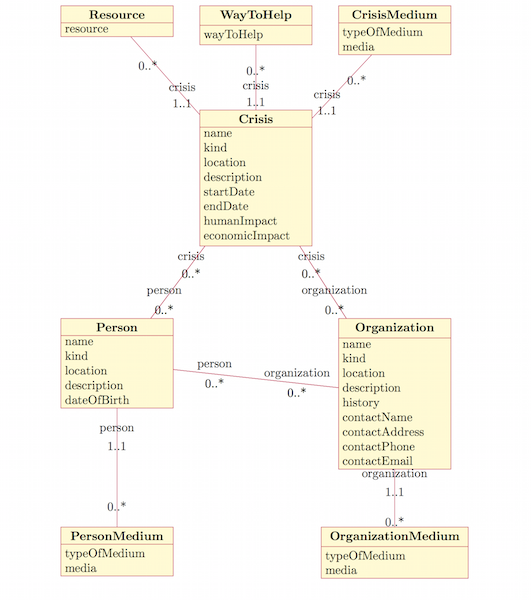 Resource
resource
WayToHelp
wayToHelp
CrisisMedium
typeOfMedium
media
0..*
crisis
1..1
0..*
crisis
1..1
0..*
crisis
1..1
Crisis
name
kind
location
description
startDate
endDate
humanImpact
economicImpact
crisis
0..*
person
0..*
crisis
0..*
organization
0..*
Person
name
kind
location
description
dateOfBirth
person
0..*
organization
0..*
Organization
name
kind
location
description
history
contactName
contactAddress
contactPhone
contactEmail
person
1..1
0..*
organization
1..1
0..*
PersonMedium
typeOfMedium
media
OrganizationMedium
typeOfMedium
media